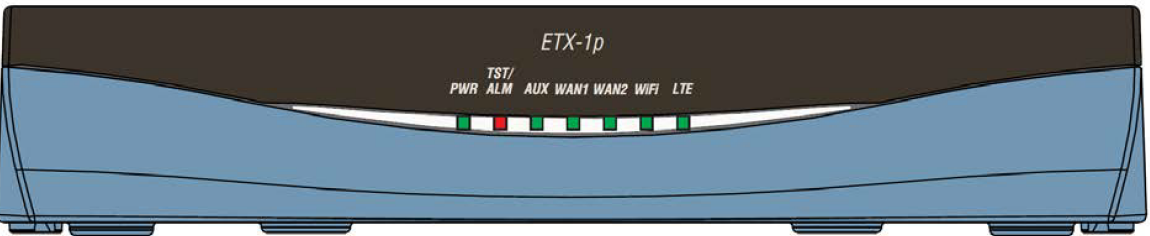 ETX-1p
TST/
PWR ALM AUX WAN1 WAN2 WiFi LTE